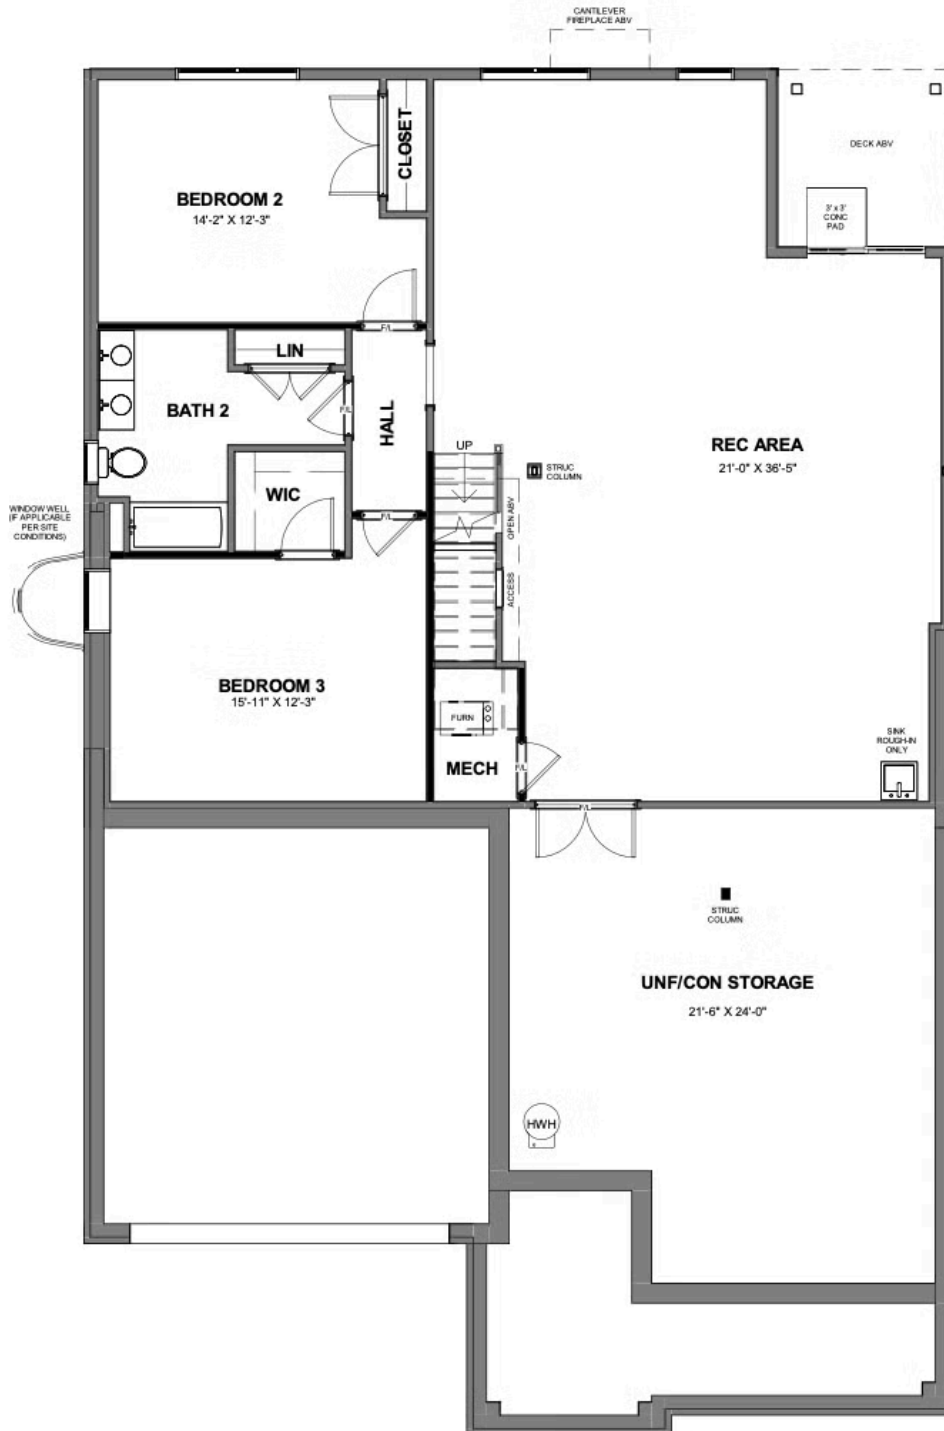 CANTILEVER
FIREPLACE ABV
CLOSET
DECK ABV
BEDROOM 2
14'-2" X 12'-3"
3' x 3'
CONC
PAD
F/L
LIN
BATH 2
F/L
HALL
UP
REC AREA
21'-0" X 36'-5"
STRUC
COLUMN
WIC
OPEN ABV
WINDOW WELL
(IF APPLICABLE
PER SITE
CONDITIONS)
F/L
ACCESS
BEDROOM 3
15'-11" X 12'-3"
FURN
SINK
ROUGH-IN
ONLY
MECH
F/L
F/L
STRUC
COLUMN
UNF/CON STORAGE
21'-6" X 24'-0"
HWH